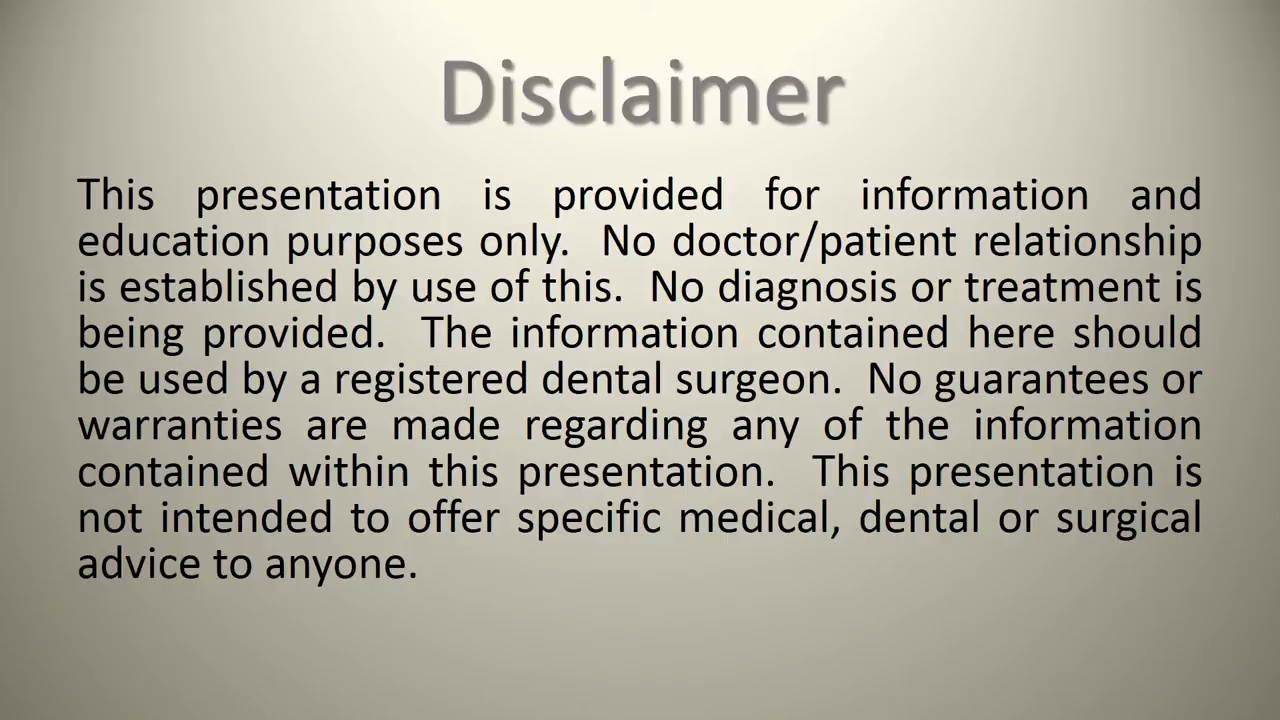 Disclaimer
This presentation is provided for information and
education purposes only.  No doctor/patient relationship
is established by use of this.  No diagnosis or treatment is
being provided.  The information contained here should
be used by a registered dental surgeon.  No guarantees or
warranties are made regarding any of the information
contained within this presentation.  This presentation is
not intended to offer specific medical, dental or surgical
advice to anyone.